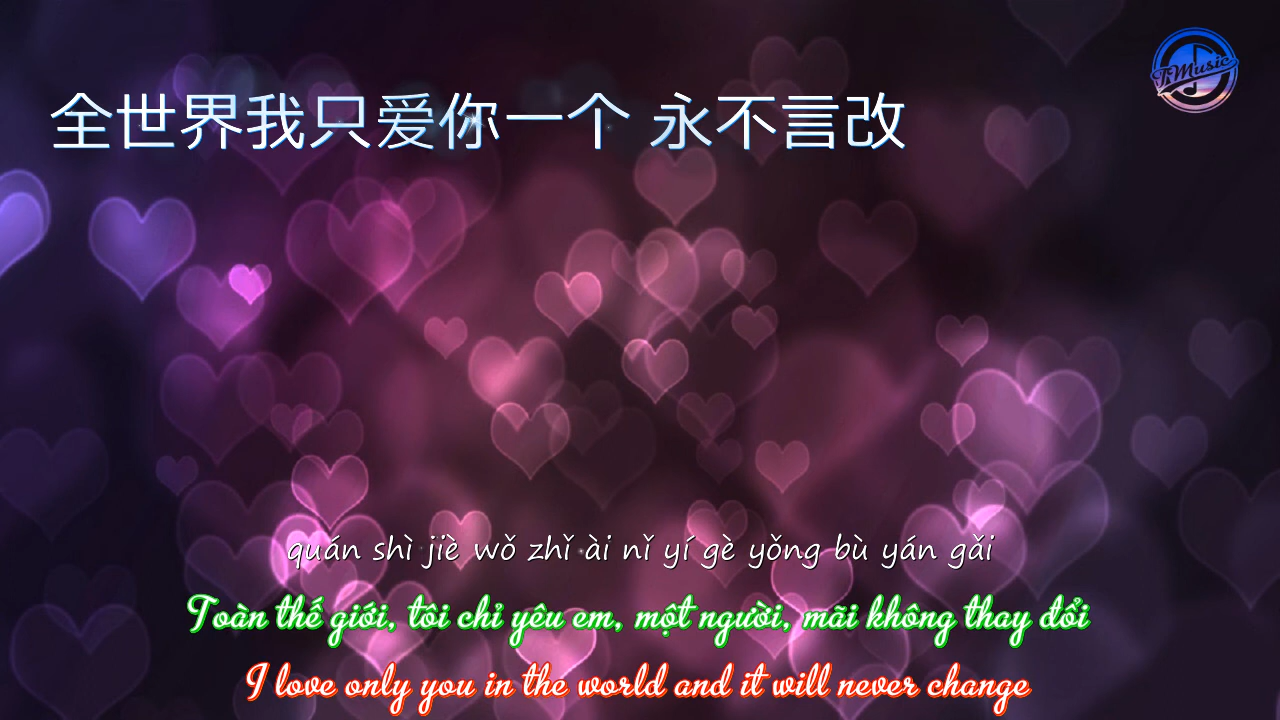 TiMusic
全世界我只爱你一个 永不言改
quán shì jiè wǒ zhǐ ài nǐ yí gè yǒng bù yán gǎi
Toàn thế giới, tôi chỉ yêu em, một người, mãi không thay đổi
I love only you in the world and it will never change